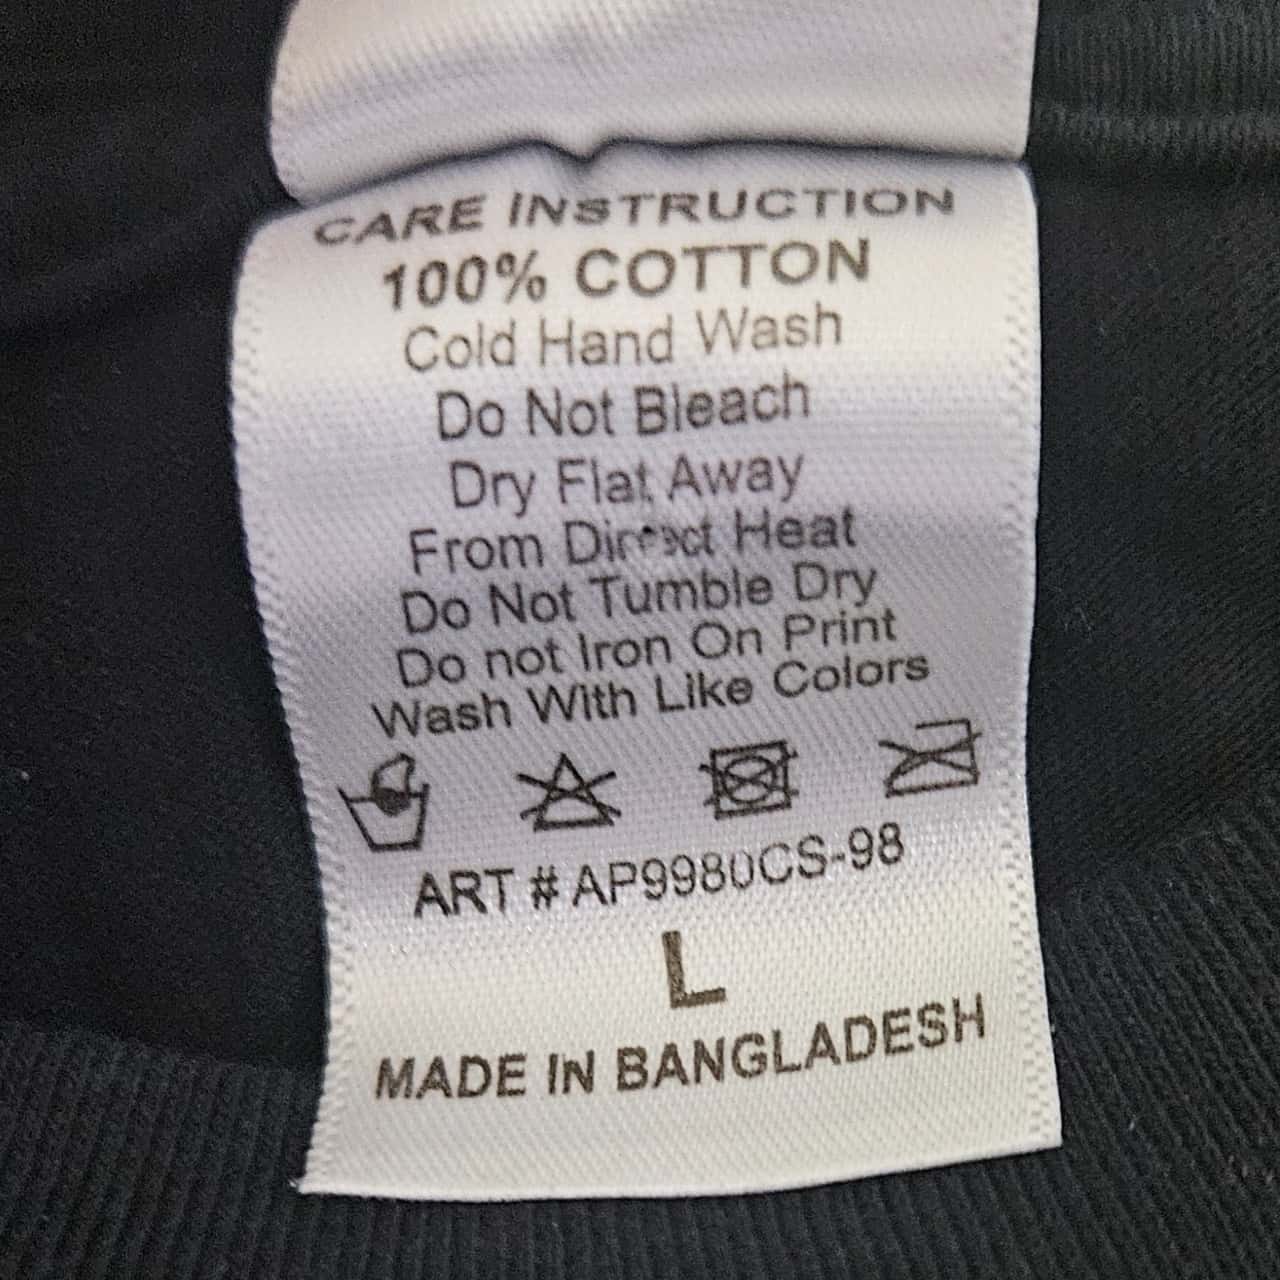 CARE INSTRUCTION
100% COTTON
Cold Hand Wash
Do Not Bleach
Dry Flat Away
From Direct Heat
Do Not Tumble Dry
Do not Iron On Print
Wash With Like Colors
ART # AP9980CS-98
L
MADE IN BANGLADESH